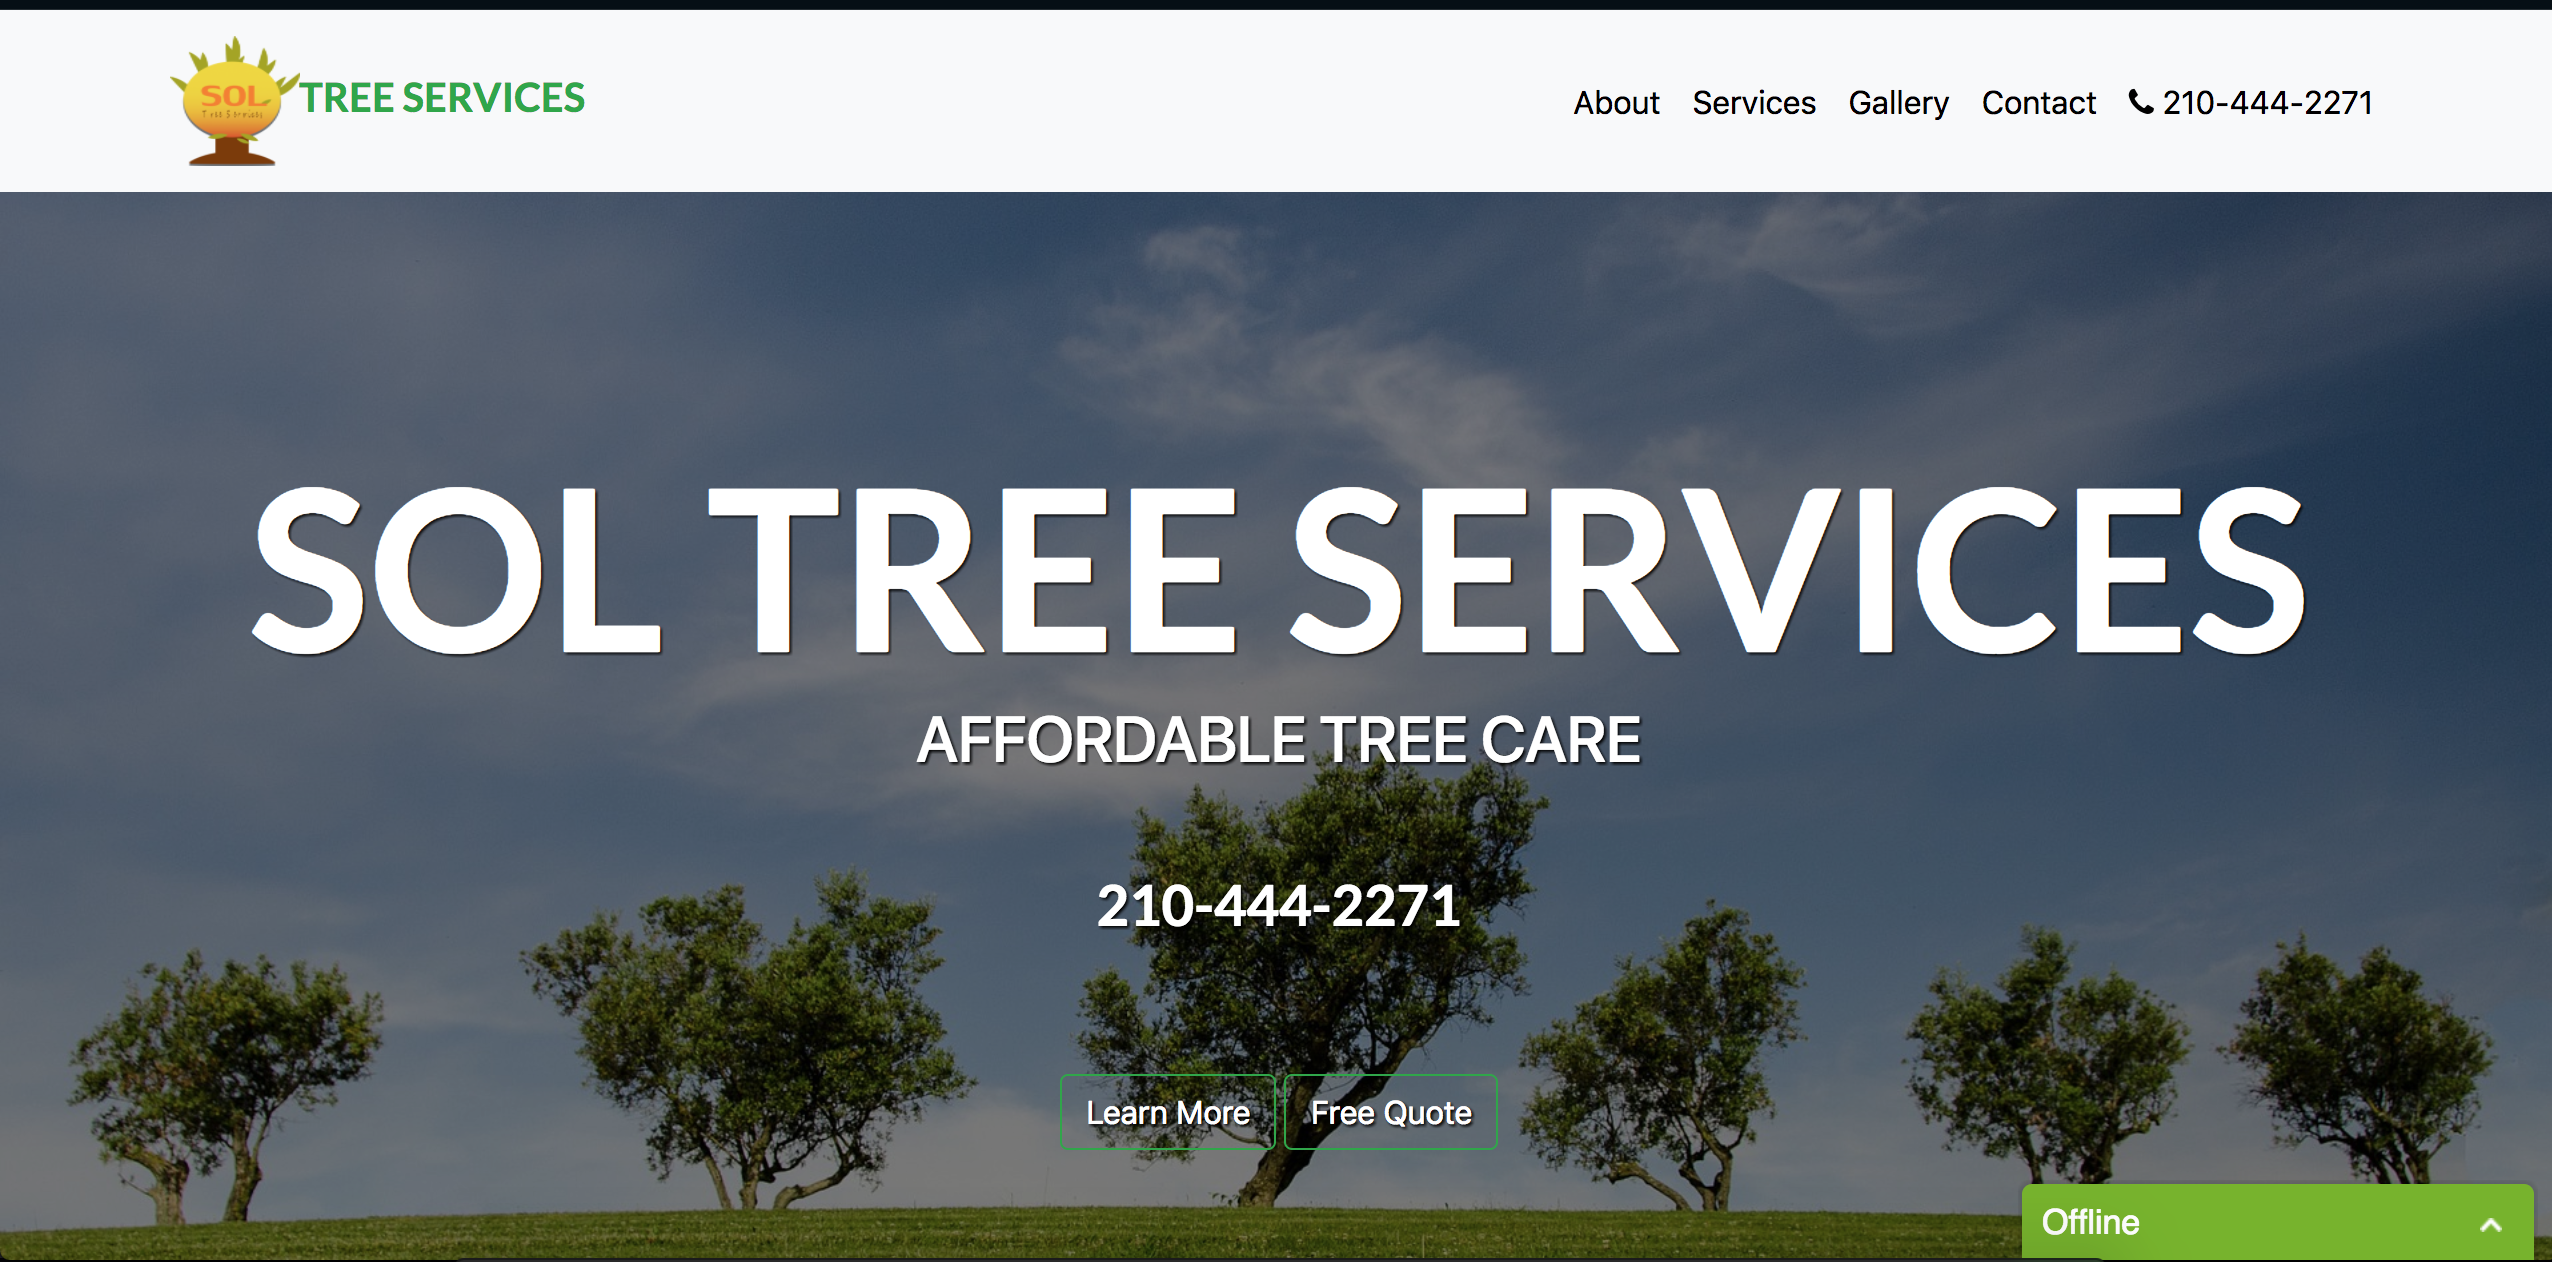 SOL
Tree Services
TREE SERVICES
About Services Gallery Contact 210-444-2271
SOL TREE SERVICES
AFFORDABLE TREE CARE
210-444-2271
Learn More Free Quote
Offline